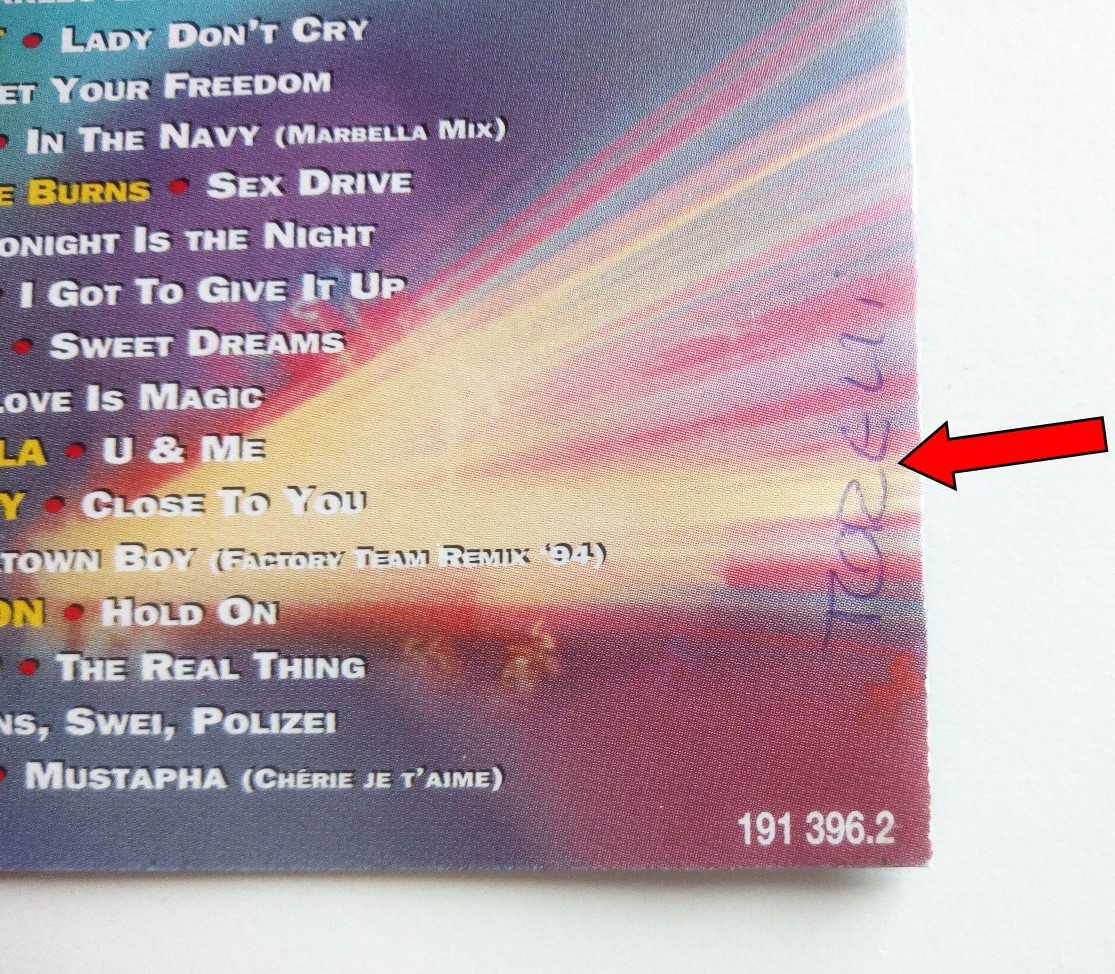 • LADY DON'T CRY
ET YOUR FREEDOM
• IN THE NAVY (MARBELLA MIX)
E BURNS • SEX DRIVE
ONIGHT IS THE NIGHT
I GOT TO GIVE IT UP
• SWEET DREAMS
LOVE IS MAGIC
LA • U & ME
Y • CLOSE TO YOU
TOWN BOY (FACTORY TEAM REMIX '94)
ON • HOLD ON
• THE REAL THING
NS, SWEI, POLIZEI
• MUSTAPHA (CHÉRIE JE T'AIME)
191 396.2
TORELLI